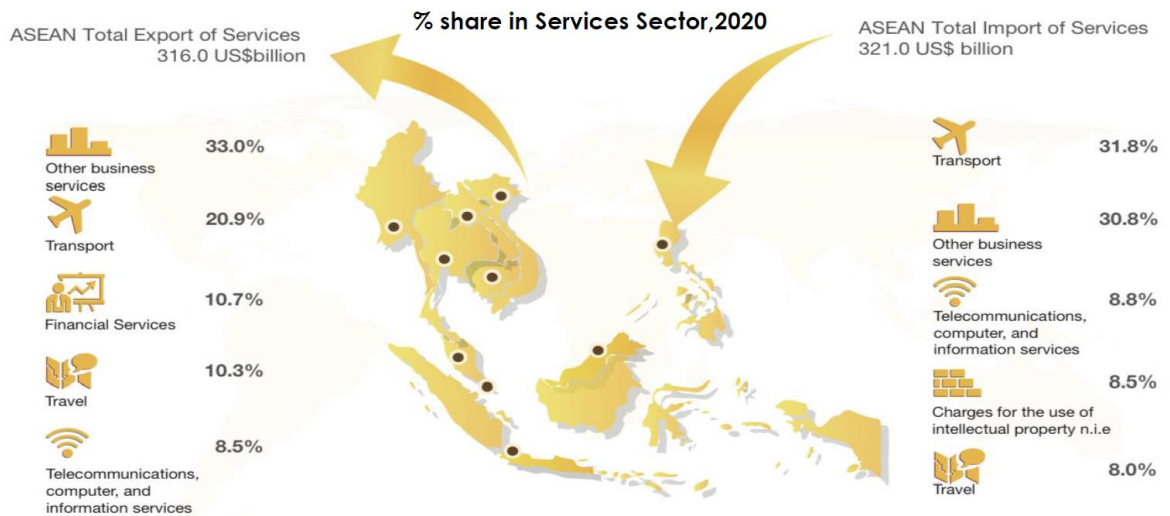 % share in Services Sector,2020
ASEAN Total Export of Services
316.0 US$billion
Other business
services
33.0%
Transport
20.9%
Financial Services
10.7%
Travel
10.3%
Telecommunications,
computer, and
information services
8.5%
ASEAN Total Import of Services
321.0 US$ billion
Transport
31.8%
Other business
services
30.8%
Telecommunications,
computer, and
information services
8.8%
Charges for the use of
intellectual property n.i.e
8.5%
Travel
8.0%